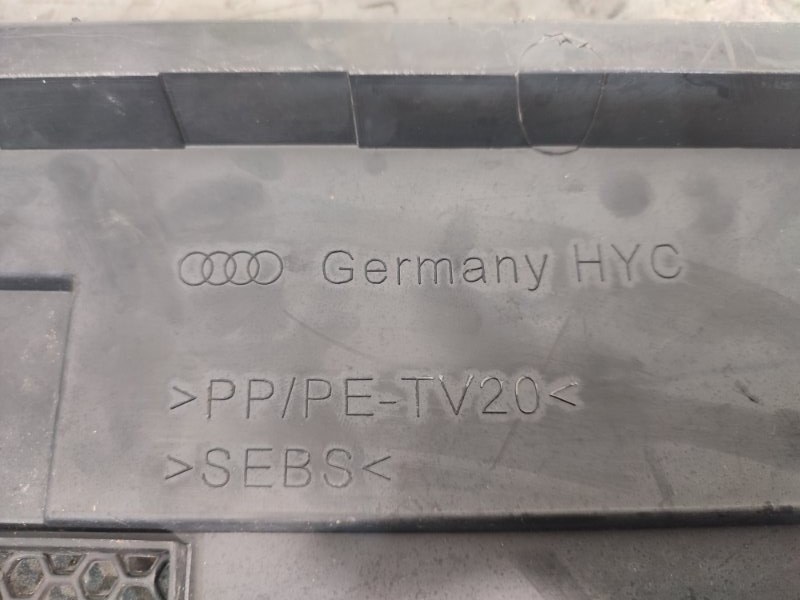 Germany HYC
>PP/PE-TV20<
>SEBS<